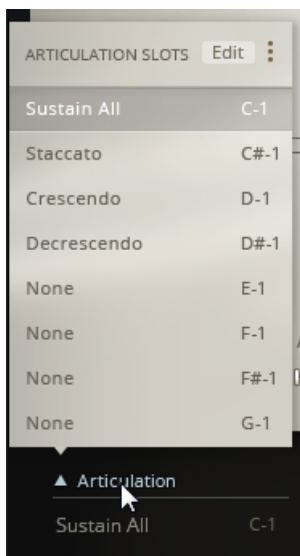 ARTICULATION SLOTS Edit
Sustain All C-1
Staccato C#-1
Crescendo D-1
Decrescendo D#-1
None E-1
None F-1
None F#-1
None G-1
Articulation
Sustain All C-1